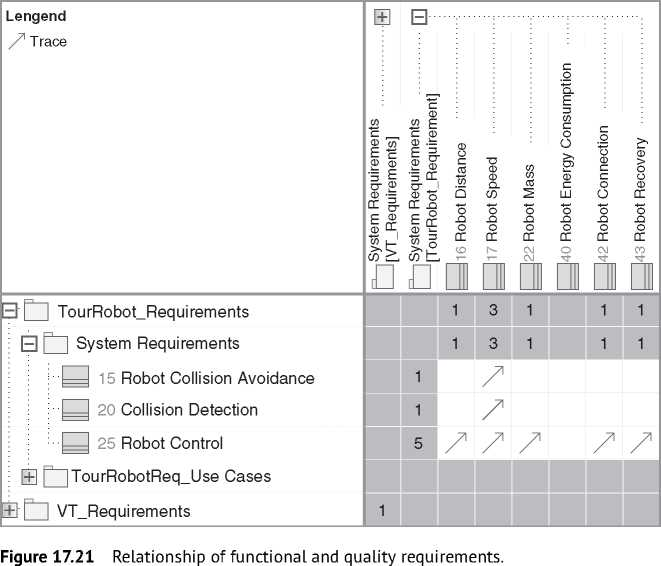 Lengend
Trace
System Requirements
[VT_Requirements]
System Requirements
[TourRobot_Requirement]
16 Robot Distance
17 Robot Speed
22 Robot Mass
40 Robot Energy Consumption
42 Robot Connection
43 Robot Recovery
TourRobot_Requirements 1 3 1 1 1
System Requirements 1 3 1 1 1
15 Robot Collision Avoidance 1
20 Collision Detection 1
25 Robot Control 5
TourRobotReq_Use Cases
VT_Requirements 1
Figure 17.21 Relationship of functional and quality requirements.